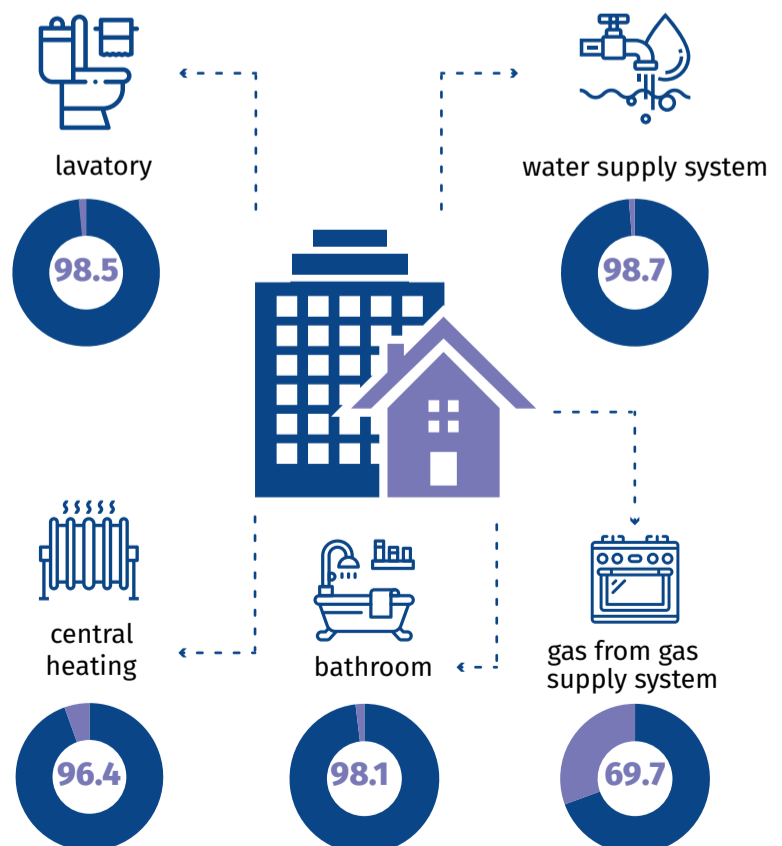 lavatory
water supply system
98.5
98.7
central
heating
bathroom
gas from gas
supply system
96.4
98.1
69.7